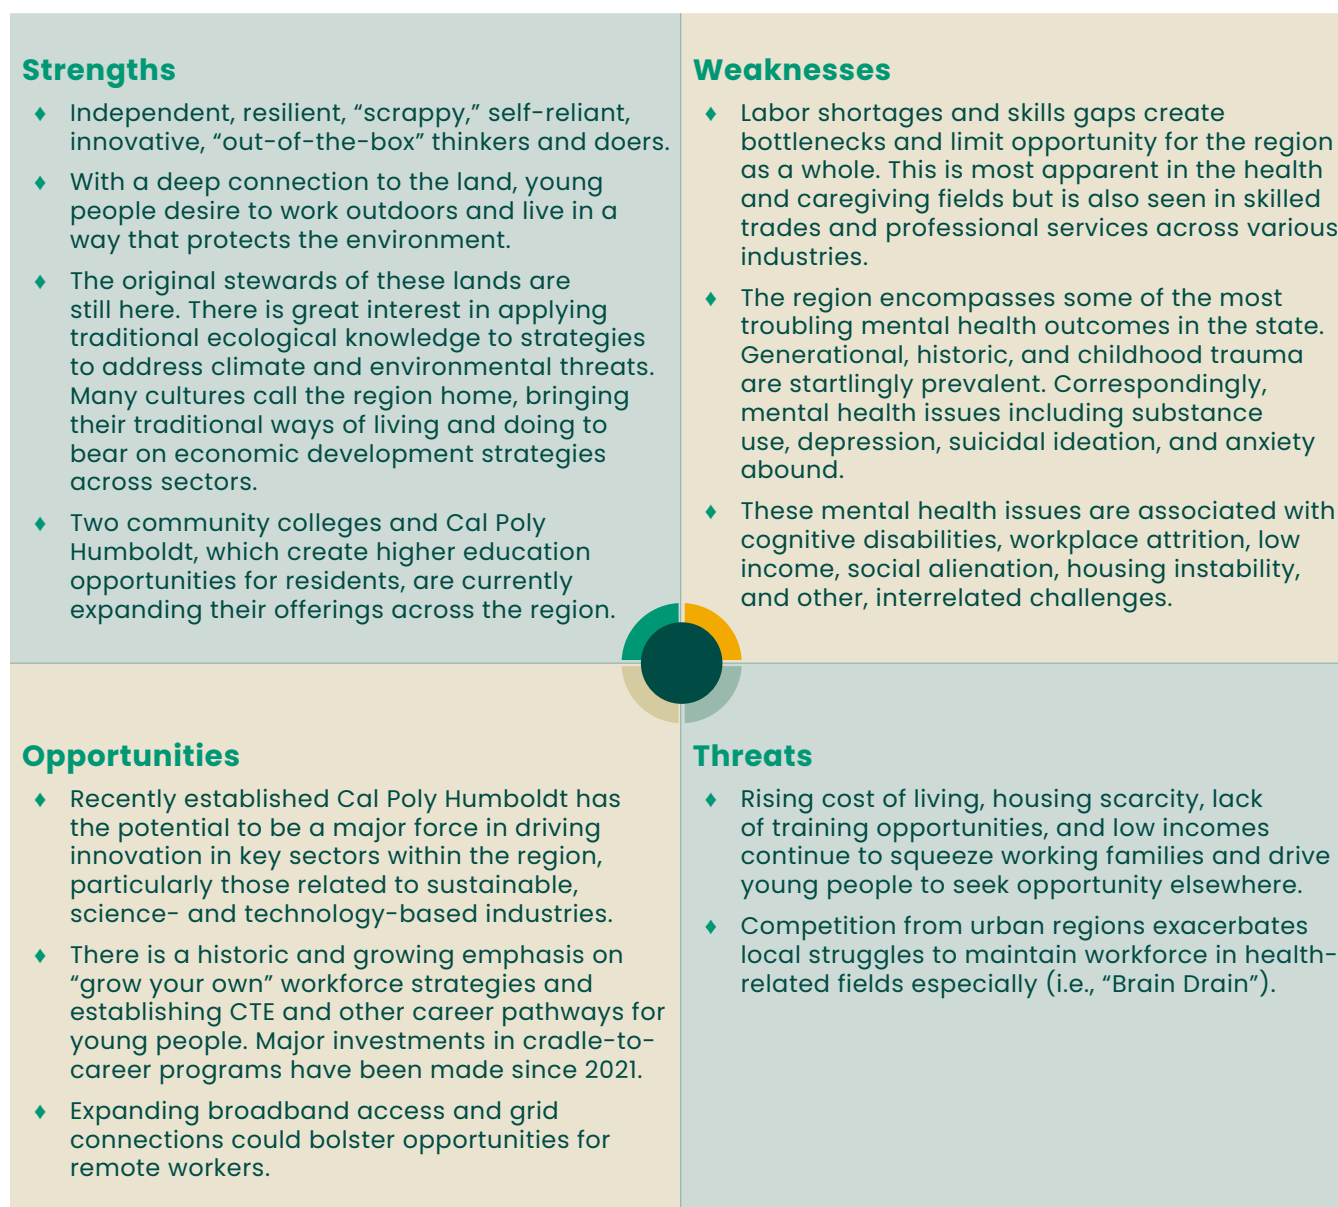 Strengths
♦ Independent, resilient, “scrappy,” self-reliant,
innovative, “out-of-the-box” thinkers and doers.
♦ With a deep connection to the land, young
people desire to work outdoors and live in a
way that protects the environment.
♦ The original stewards of these lands are
still here. There is great interest in applying
traditional ecological knowledge to strategies
to address climate and environmental threats.
Many cultures call the region home, bringing
their traditional ways of living and doing to
bear on economic development strategies
across sectors.
♦ Two community colleges and Cal Poly
Humboldt, which create higher education
opportunities for residents, are currently
expanding their offerings across the region.
Weaknesses
♦ Labor shortages and skills gaps create
bottlenecks and limit opportunity for the region
as a whole. This is most apparent in the health
and caregiving fields but is also seen in skilled
trades and professional services across various
industries.
♦ The region encompasses some of the most
troubling mental health outcomes in the state.
Generational, historic, and childhood trauma
are startlingly prevalent. Correspondingly,
mental health issues including substance
use, depression, suicidal ideation, and anxiety
abound.
♦ These mental health issues are associated with
cognitive disabilities, workplace attrition, low
income, social alienation, housing instability,
and other, interrelated challenges.
Opportunities
♦ Recently established Cal Poly Humboldt has
the potential to be a major force in driving
innovation in key sectors within the region,
particularly those related to sustainable,
science- and technology-based industries.
♦ There is a historic and growing emphasis on
“grow your own” workforce strategies and
establishing CTE and other career pathways for
young people. Major investments in cradle-to-
career programs have been made since 2021.
♦ Expanding broadband access and grid
connections could bolster opportunities for
remote workers.
Threats
♦ Rising cost of living, housing scarcity, lack
of training opportunities, and low incomes
continue to squeeze working families and drive
young people to seek opportunity elsewhere.
♦ Competition from urban regions exacerbates
local struggles to maintain workforce in health-
related fields especially (i.e., “Brain Drain”).